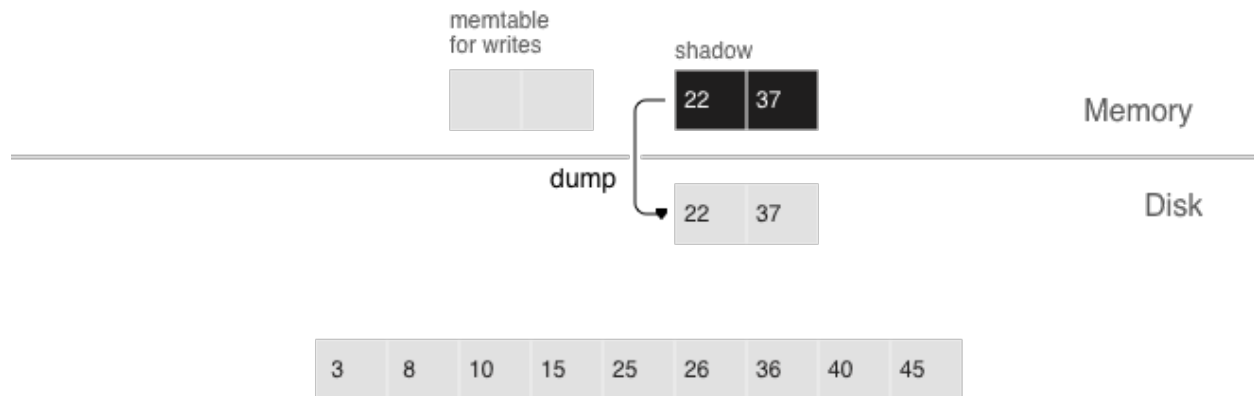 memtable
for writes
shadow
22 37
Memory
dump
22 37
Disk
3 8 10 15 25 26 36 40 45